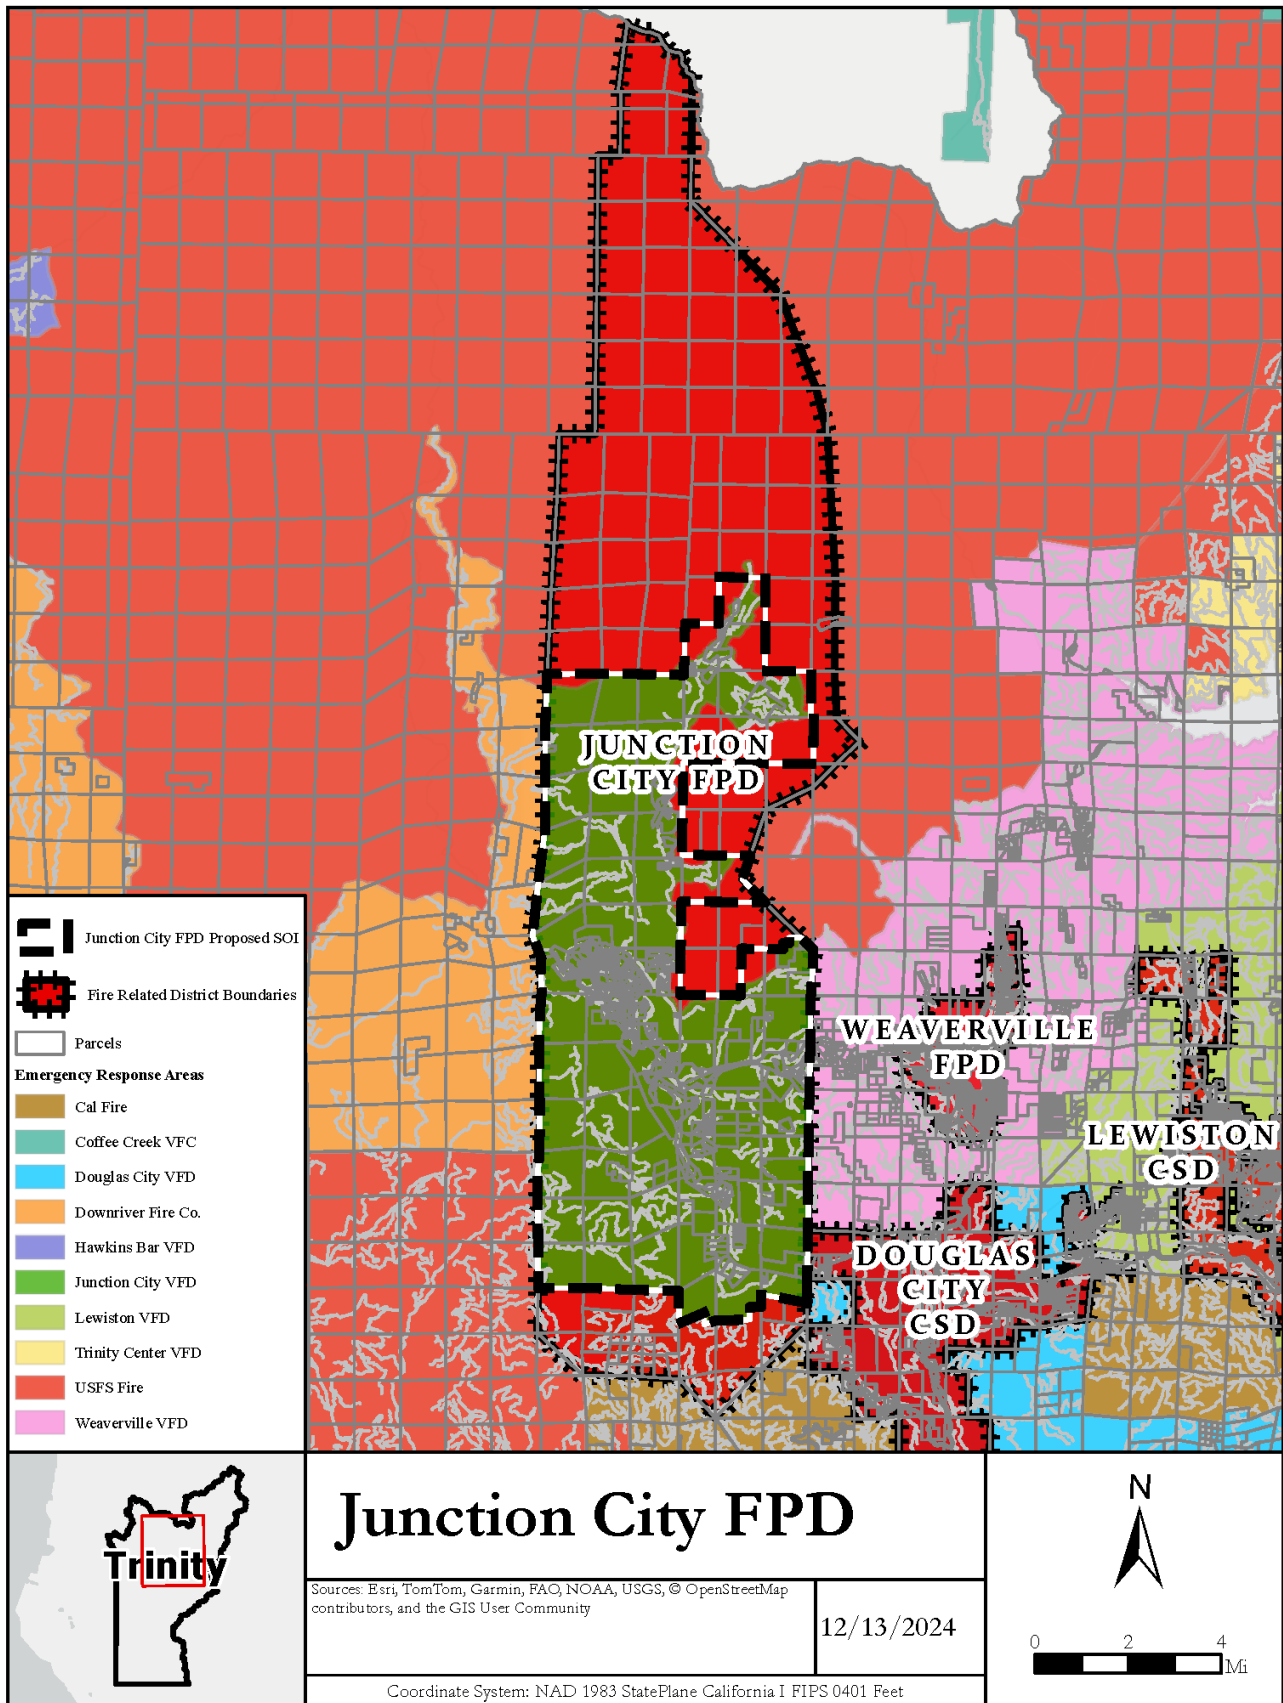 JUNCTION
CITY FPD
WEAVERVILLE
FPD
LEWISTON
CSD
DOUGLAS
CITY
CSD
Junction City FPD Proposed SOI
Fire Related District Boundaries
Parcels
Emergency Response Areas
Cal Fire
Coffee Creek VFC
Douglas City VFD
Downriver Fire Co.
Hawkins Bar VFD
Junction City VFD
Lewiston VFD
Trinity Center VFD
USFS Fire
Weaverville VFD
Trinity
Junction City FPD
Sources: Esri, TomTom, Garmin, FAO, NOAA, USGS, © OpenStreetMap
contributors, and the GIS User Community
12/13/2024
Coordinate System: NAD 1983 StatePlane California I FIPS 0401 Feet
N
0 2 4
Mi